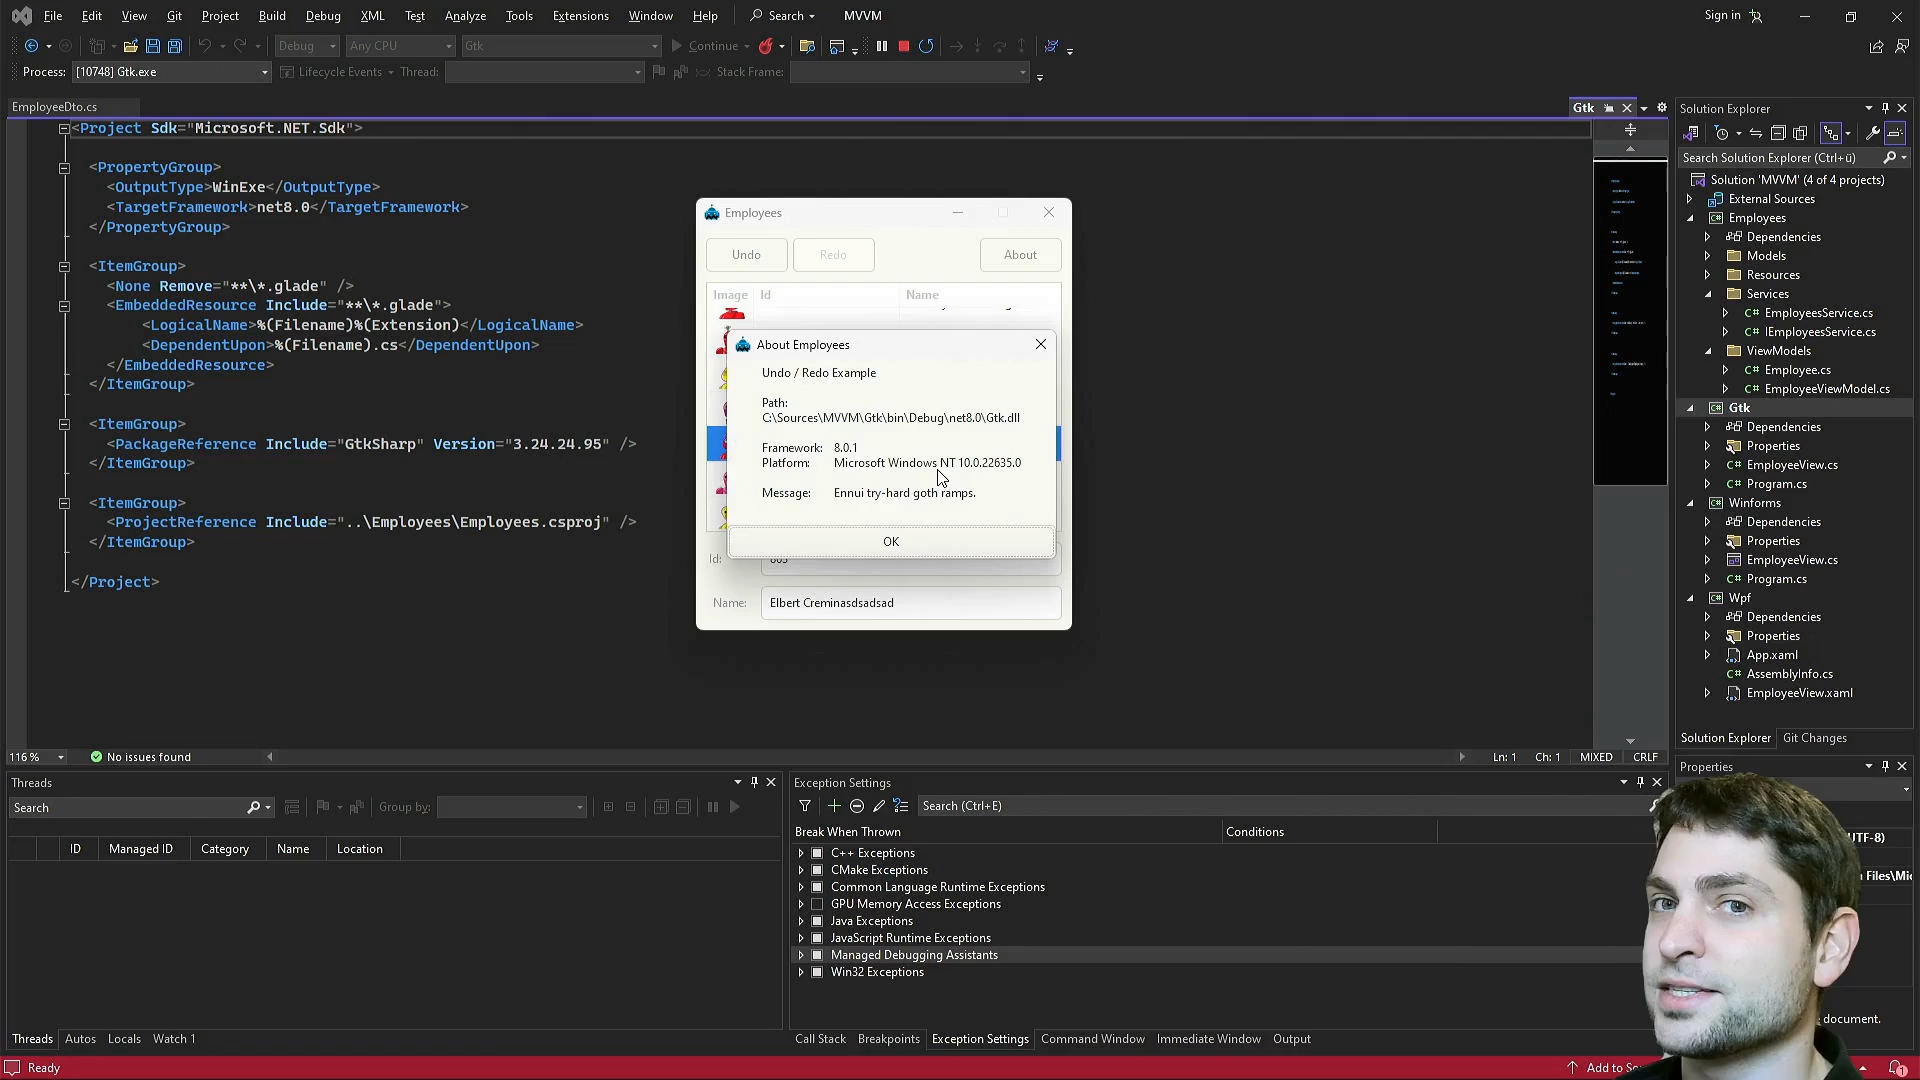 File Edit View Git Project Build Debug XML Test Analyze Tools Extensions Window Help Search MVVM Sign in
Debug Any CPU Gtk Continue
Process: [10748] Gtk.exe Lifecycle Events Thread: Stack Frame:
EmployeeDto.cs Gtk
<Project Sdk="Microsoft.NET.Sdk">
<PropertyGroup>
<OutputType>WinExe</OutputType>
<TargetFramework>net8.0</TargetFramework>
</PropertyGroup>
<ItemGroup>
<None Remove="**\*.glade" />
<EmbeddedResource Include="**\*.glade">
<LogicalName>%(Filename)%(Extension)</LogicalName>
<DependentUpon>%(Filename).cs</DependentUpon>
</EmbeddedResource>
</ItemGroup>
<ItemGroup>
<PackageReference Include="GtkSharp" Version="3.24.24.95" />
</ItemGroup>
<ItemGroup>
<ProjectReference Include="..\Employees\Employees.csproj" />
</ItemGroup>
</Project>
116 % No issues found Ln: 1 Ch: 1 MIXED CRLF
Employees
Undo Redo About
Image Id Name
About Employees
Undo / Redo Example
Path:
C:\Sources\MVVM\Gtk\bin\Debug\net8.0\Gtk.dll
Framework: 8.0.1
Platform: Microsoft Windows NT 10.0.22635.0
Message: Ennui try-hard goth ramps.
OK
Id:
Name: Elbert Creminasdsadsad
Solution Explorer
Search Solution Explorer (Ctrl+ü)
Solution 'MVVM' (4 of 4 projects)
External Sources
Employees
Dependencies
Models
Resources
Services
C# EmployeesService.cs
C# IEmployeesService.cs
ViewModels
C# Employee.cs
C# EmployeeViewModel.cs
Gtk
Dependencies
Properties
C# EmployeeView.cs
C# Program.cs
Winforms
Dependencies
Properties
EmployeeView.cs
C# Program.cs
Wpf
Dependencies
Properties
App.xaml
C# AssemblyInfo.cs
EmployeeView.xaml
Solution Explorer Git Changes
Properties
UTF-8)
Files\Mic
document.
Threads
Search Group by:
ID Managed ID Category Name Location
Threads Autos Locals Watch 1
Exception Settings
Search (Ctrl+E)
Break When Thrown Conditions
C++ Exceptions
CMake Exceptions
Common Language Runtime Exceptions
GPU Memory Access Exceptions
Java Exceptions
JavaScript Runtime Exceptions
Managed Debugging Assistants
Win32 Exceptions
Call Stack Breakpoints Exception Settings Command Window Immediate Window Output
Ready Add to